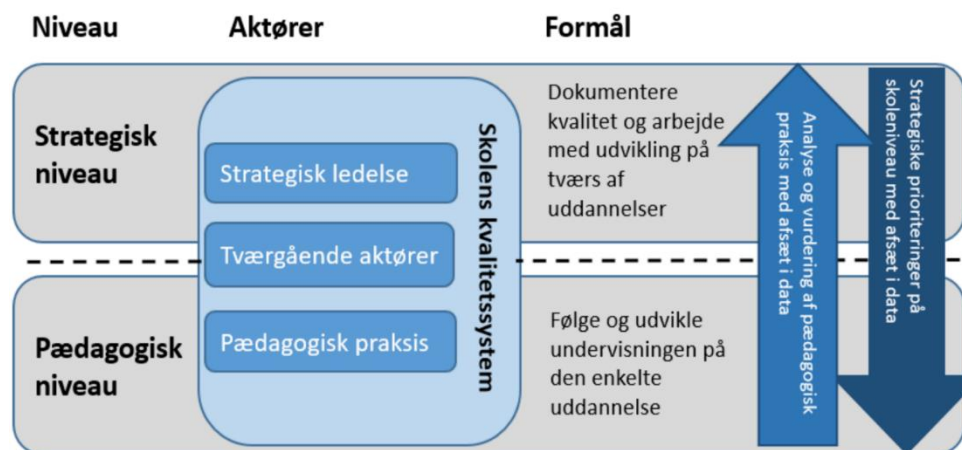 Niveau
Aktører
Formål
Strategisk
niveau
Strategisk ledelse
Tværgående aktører
Pædagogisk praksis
Skolens kvalitetssystem
Dokumentere
kvalitet og arbejde
med udvikling på
tværs af
uddannelser
Pædagogisk
niveau
Følge og udvikle
undervisningen på
den enkelte
uddannelse
Analyse og vurdering af pædagogisk
praksis med afsæt i data
Strategiske prioriteringer på
skoleniveau med afsæt i data